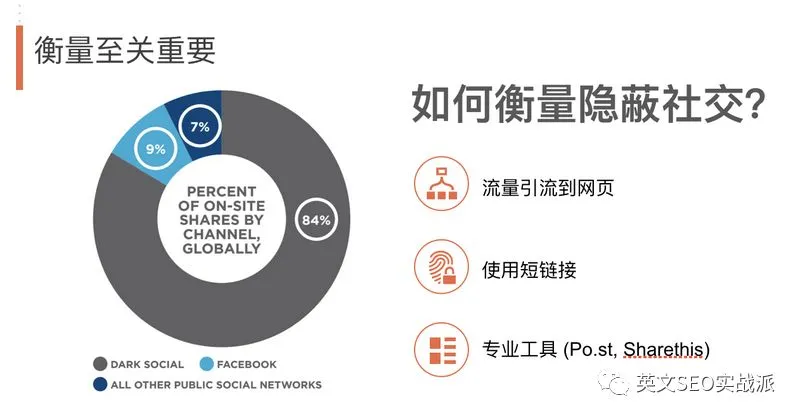 衡量至关重要
7%
9%
84%
PERCENT
OF ON-SITE
SHARES BY
CHANNEL,
GLOBALLY
DARK SOCIAL
FACEBOOK
ALL OTHER PUBLIC SOCIAL NETWORKS
如何衡量隐蔽社交?
流量引流到网页
使用短链接
专业工具 (Po.st, Sharethis)
英文SEO实战派